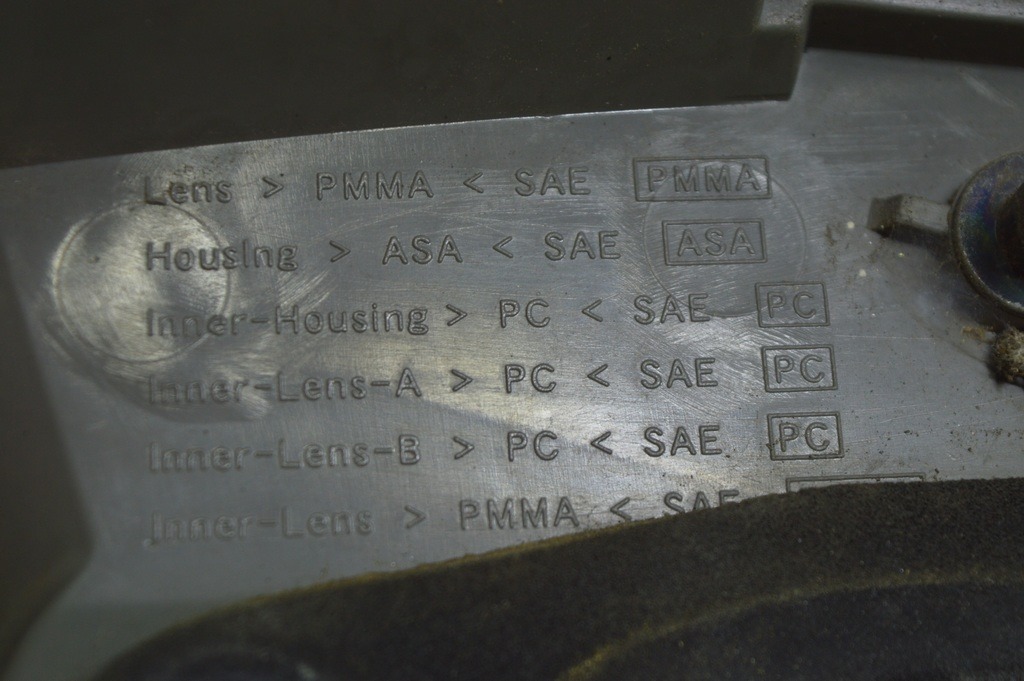 Lens > PMMA < SAE PMMA
Housing > ASA < SAE ASA
Inner-Housing > PC < SAE PC
Inner-Lens-A > PC < SAE PC
Inner-Lens-B > PC < SAE PC
Inner-Lens > PMMA < SAE